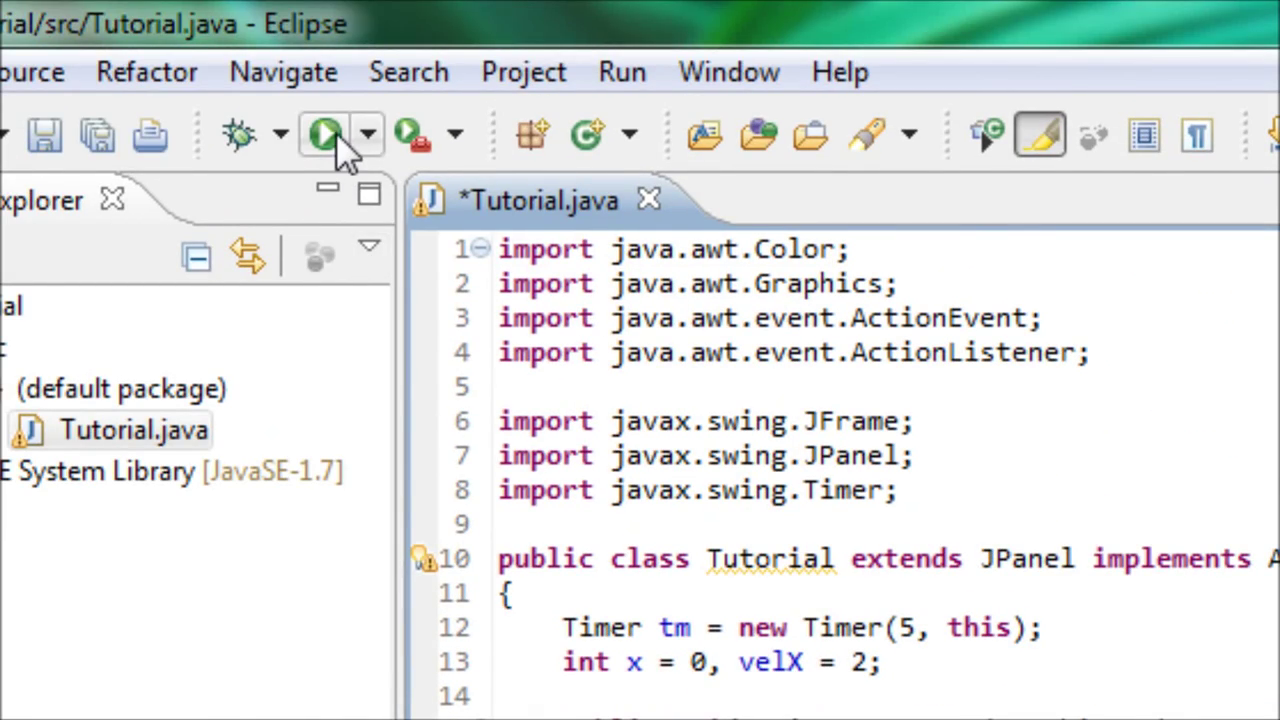 rial/src/Tutorial.java - Eclipse
ource Refactor Navigate Search Project Run Window Help
xplorer
*Tutorial.java
ial
(default package)
Tutorial.java
E System Library [JavaSE-1.7]
1 import java.awt.Color;
2 import java.awt.Graphics;
3 import java.awt.event.ActionEvent;
4 import java.awt.event.ActionListener;
5
6 import javax.swing.JFrame;
7 import javax.swing.JPanel;
8 import javax.swing.Timer;
9
10 public class Tutorial extends JPanel implements A
11 {
12 Timer tm = new Timer(5, this);
13 int x = 0, velX = 2;
14